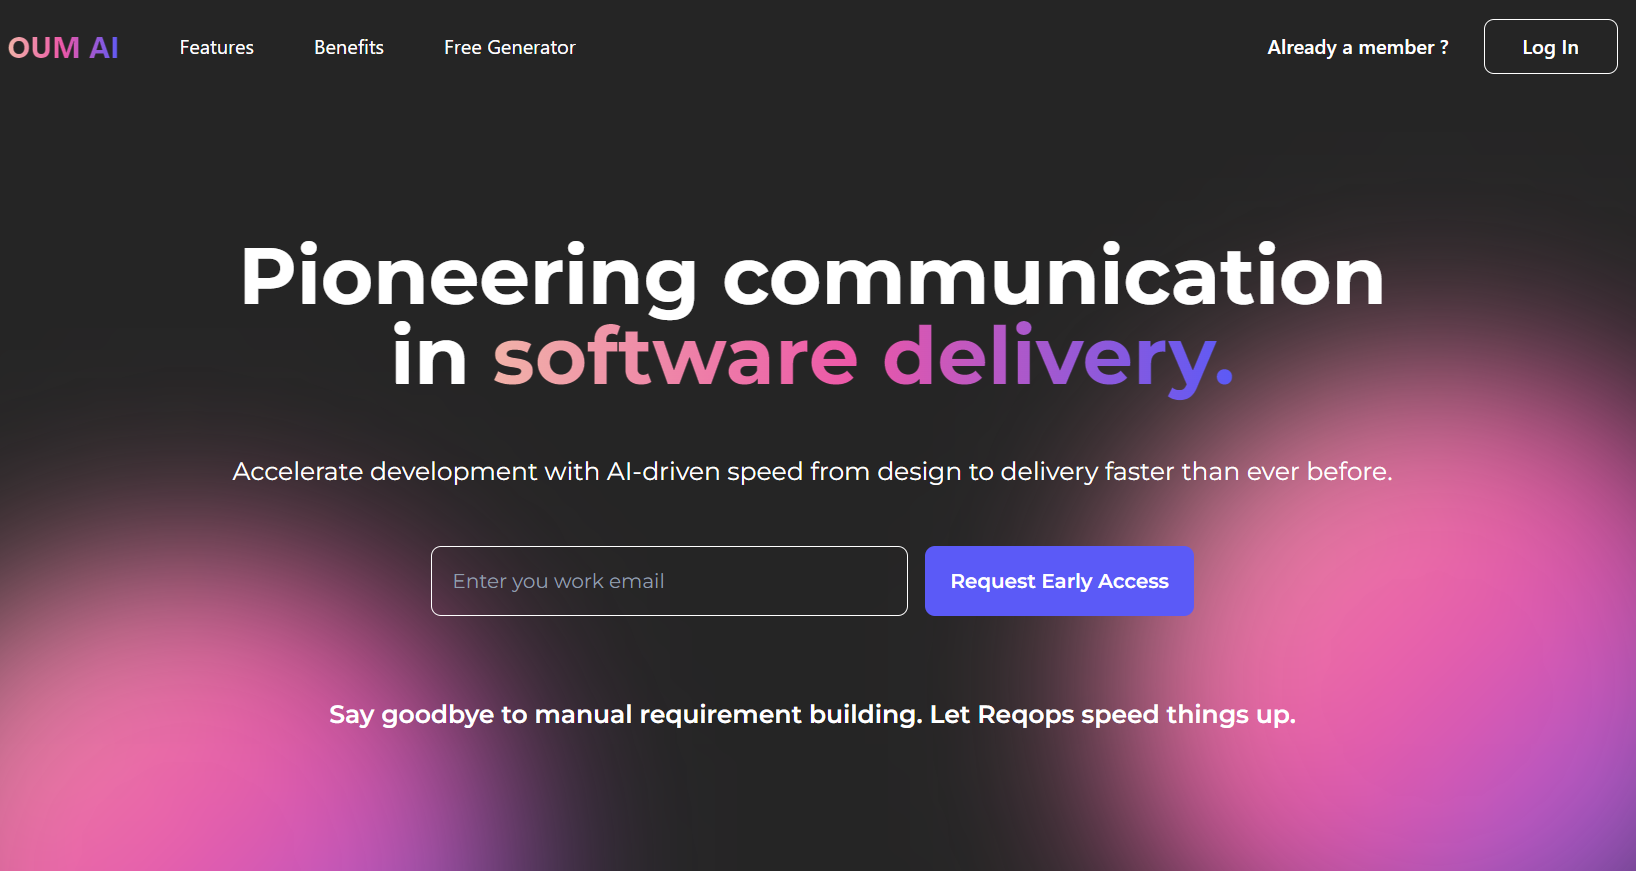 OUM AI
Features
Benefits
Free Generator
Already a member ?
Log In
Pioneering communication
in software delivery.
Accelerate development with AI-driven speed from design to delivery faster than ever before.
Enter you work email
Request Early Access
Say goodbye to manual requirement building. Let Reqops speed things up.